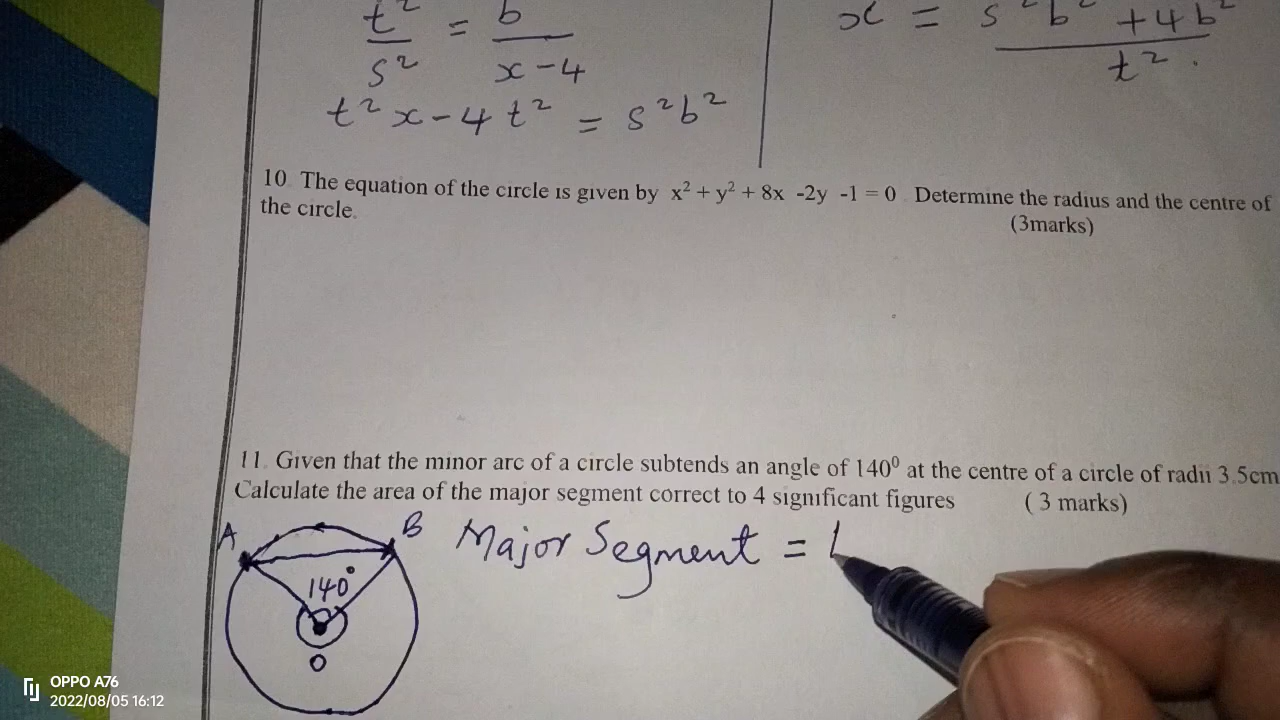 t² / s² = b / x - 4
t²x - 4t² = s²b²
x = s²b² + 4b² / t² .
10 The equation of the circle is given by x² + y² + 8x -2y -1 = 0 Determine the radius and the centre of
the circle. (3marks)
11. Given that the minor arc of a circle subtends an angle of 140⁰ at the centre of a circle of radii 3.5cm
Calculate the area of the major segment correct to 4 significant figures ( 3 marks)
A B Major Segment =
140°
O
OPPO A76
2022/08/05 16:12